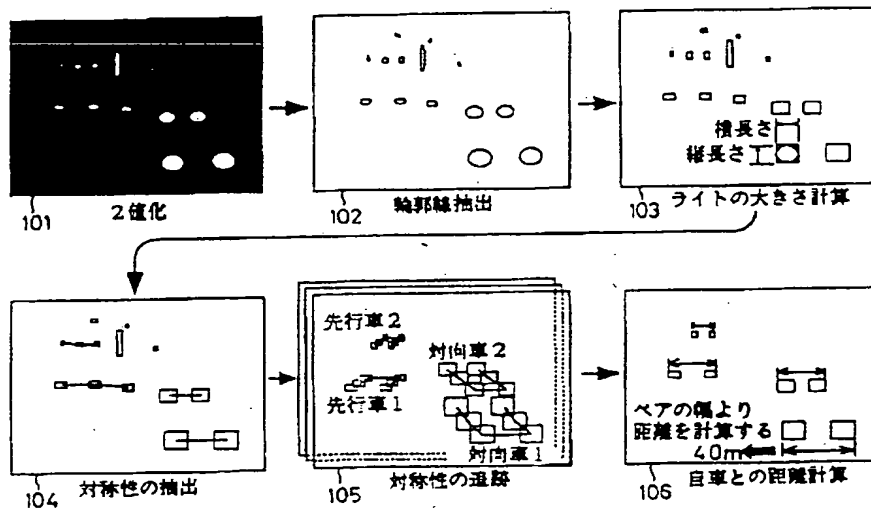 横長さ
縦長さ
101
2値化
102
輪郭線抽出
103
ライトの大きさ計算
先行車2
対向車2
先行車1
対向車1
ペアの幅より
距離を計算する
40m
104
対称性の抽出
105
対称性の追跡
106
自車との距離計算